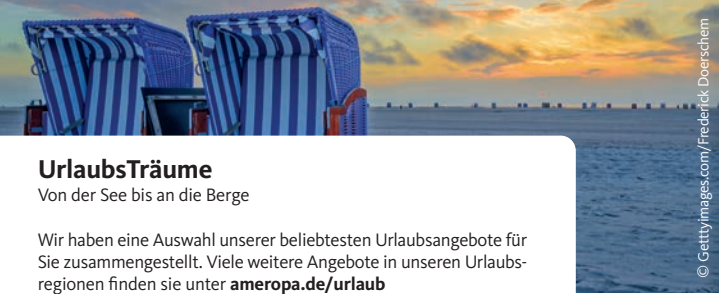 UrlaubsTräume
Von der See bis an die Berge
Wir haben eine Auswahl unserer beliebtesten Urlaubsangebote für
Sie zusammengestellt. Viele weitere Angebote in unseren Urlaubs-
regionen finden sie unter ameropa.de/urlaub
© Getttyimages.com/Frederick Doerschem